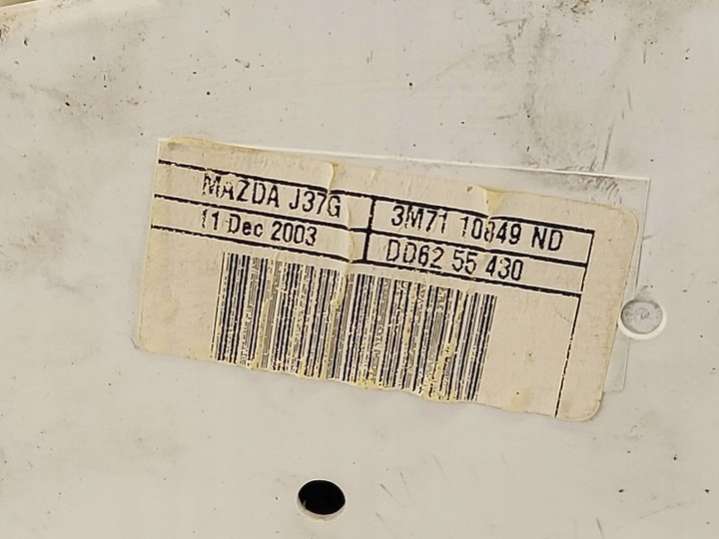 MAZDA J37G 3M71 10849 ND
11 Dec 2003 DD62 55 430